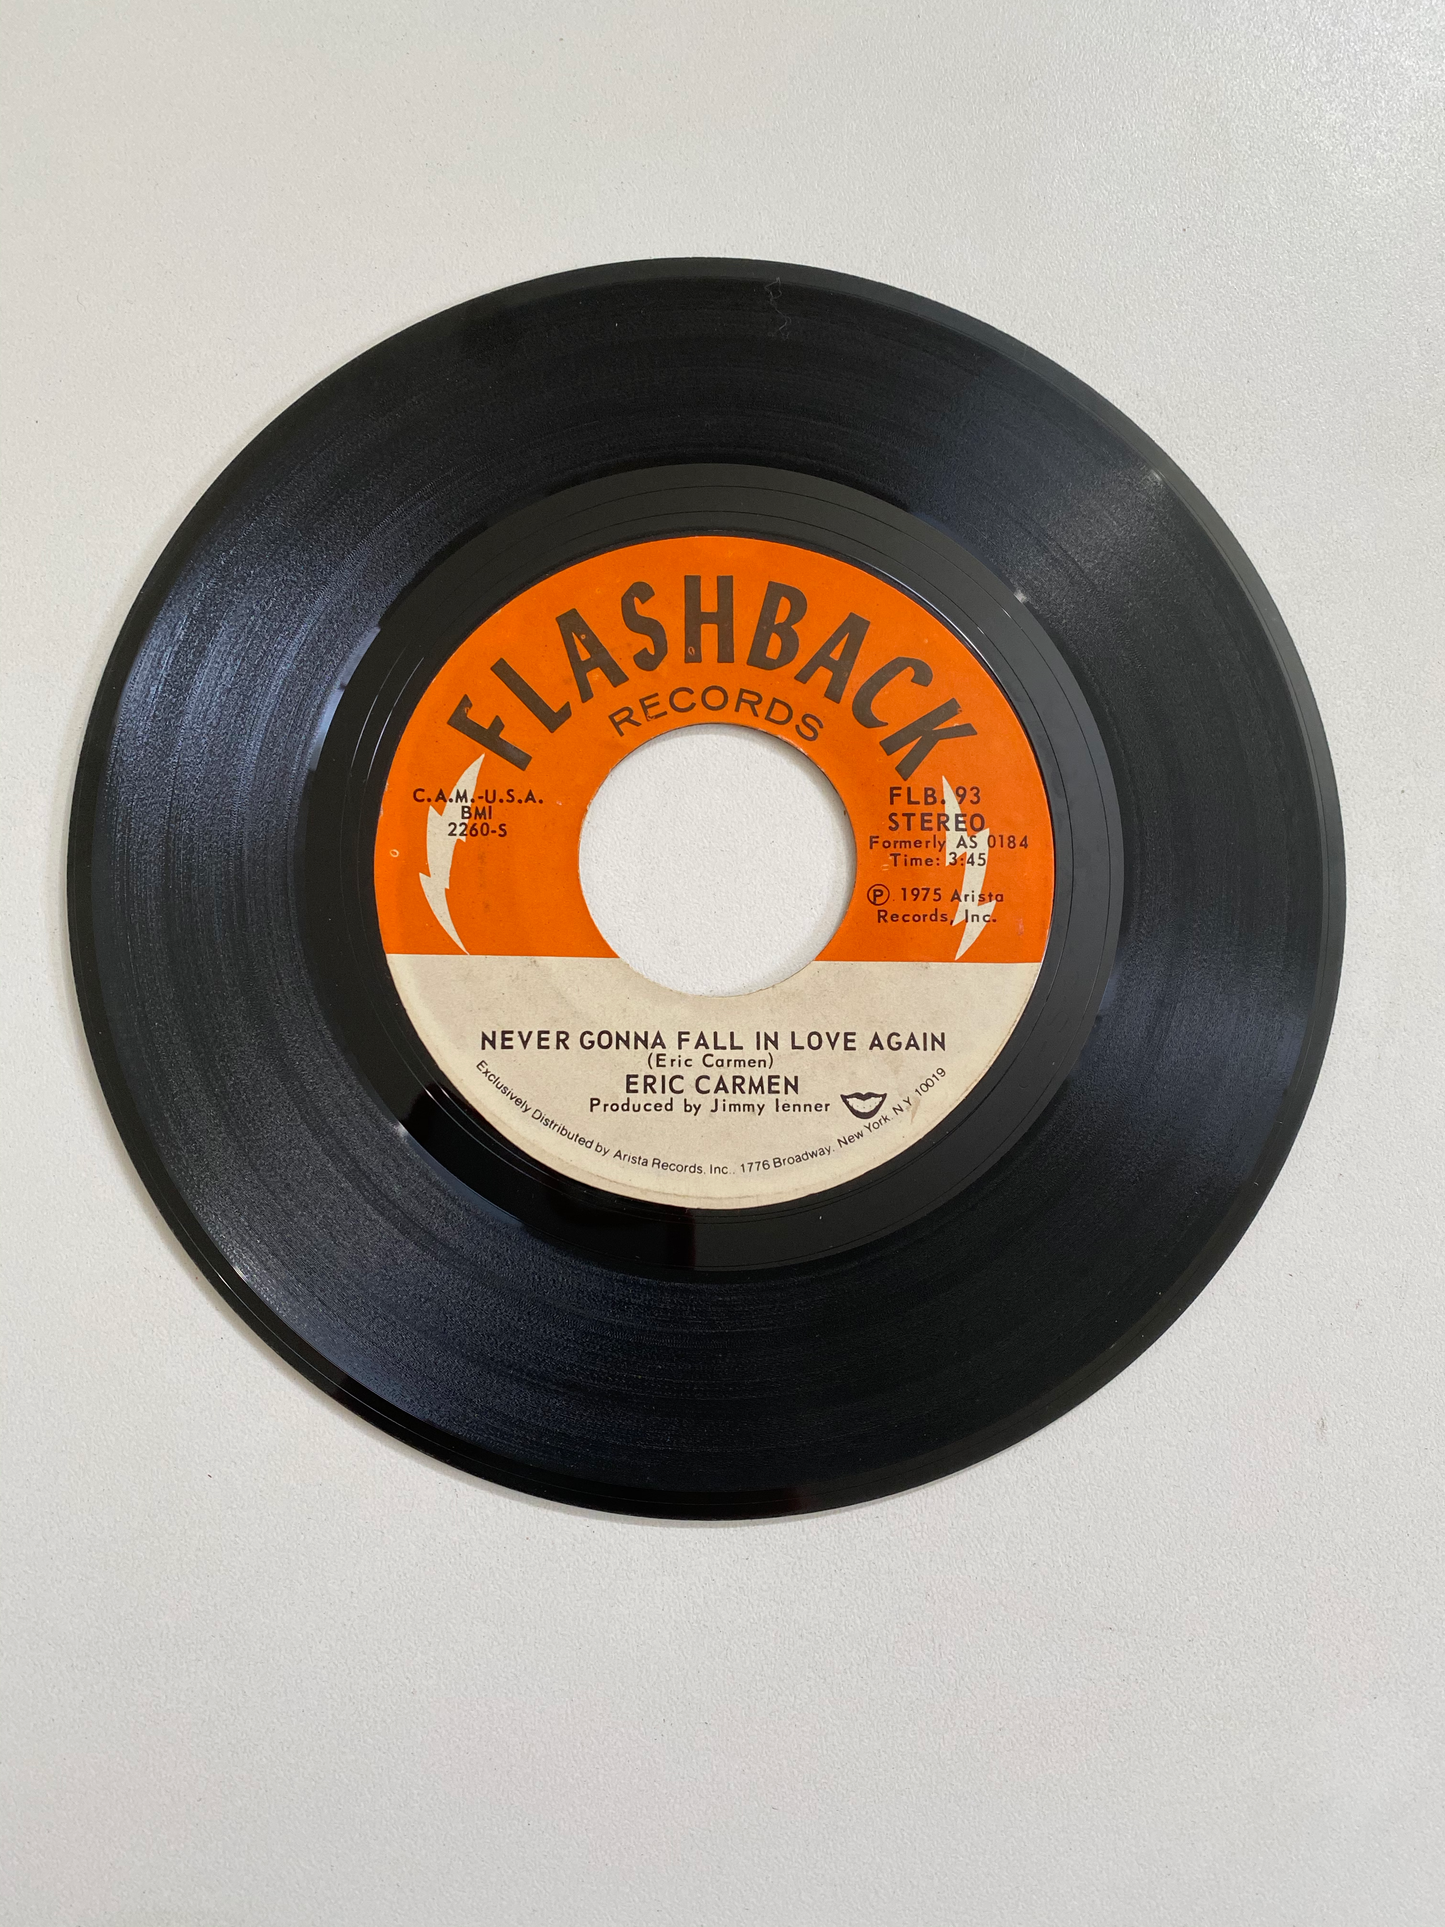 FLASHBACK
RECORDS
C.A.M.-U.S.A.
BMI
2260-S
FLB. 93
STEREO
Formerly AS 0184
Time: 3:45
Ⓟ 1975 Arista
Records, Inc.
NEVER GONNA FALL IN LOVE AGAIN
(Eric Carmen)
ERIC CARMEN
Produced by Jimmy Ienner
Exclusively Distributed by Arista Records, Inc., 1776 Broadway, New York, N.Y. 10019